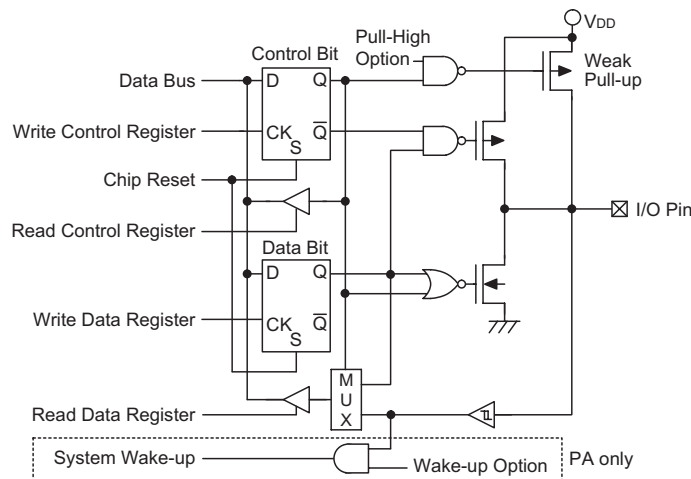 VDD
Pull-High
Option
Control Bit
Weak
Pull-up
Data Bus
D
Q
Write Control Register
CK
Q
S
Chip Reset
I/O Pin
Read Control Register
Data Bit
D
Q
Write Data Register
CK
Q
S
M
U
X
Read Data Register
System Wake-up
Wake-up Option
PA only